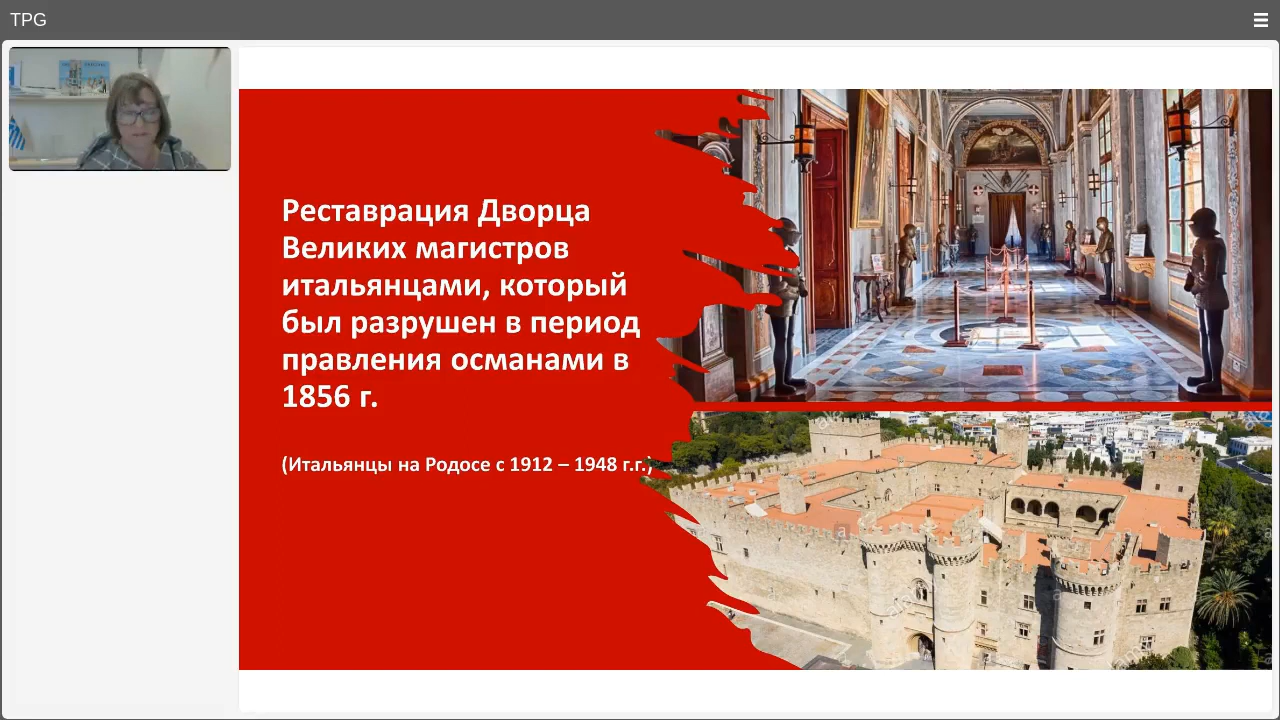 TPG
Реставрация Дворца
Великих магистров
итальянцами, который
был разрушен в период
правления османами в
1856 г.
(Итальянцы на Родосе с 1912 – 1948 г.г.)